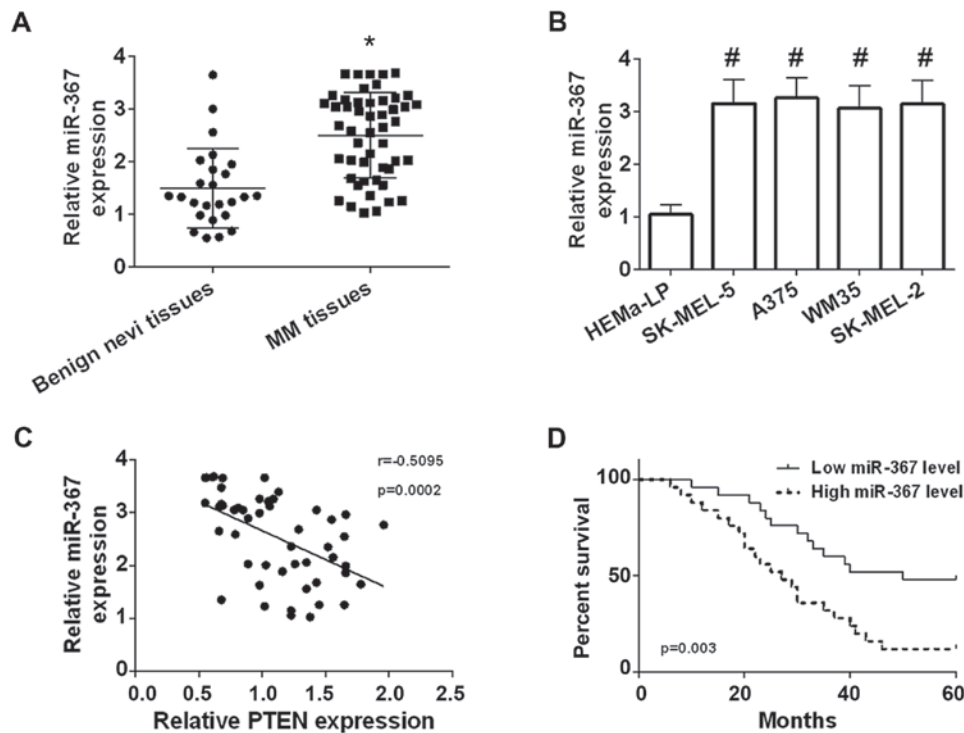 A
*
Relative miR-367
expression
4
3
2
1
0
Benign nevi tissues
MM tissues
B
# # # #
Relative miR-367
expression
4
3
2
1
0
HEMa-LP
SK-MEL-5
A375
WM35
SK-MEL-2
C
r=-0.5095
p=0.0002
Relative miR-367
expression
4
3
2
1
0
0.0 0.5 1.0 1.5 2.0 2.5
Relative PTEN expression
D
Low miR-367 level
High miR-367 level
Percent survival
100
50
0
p=0.003
0 20 40 60
Months